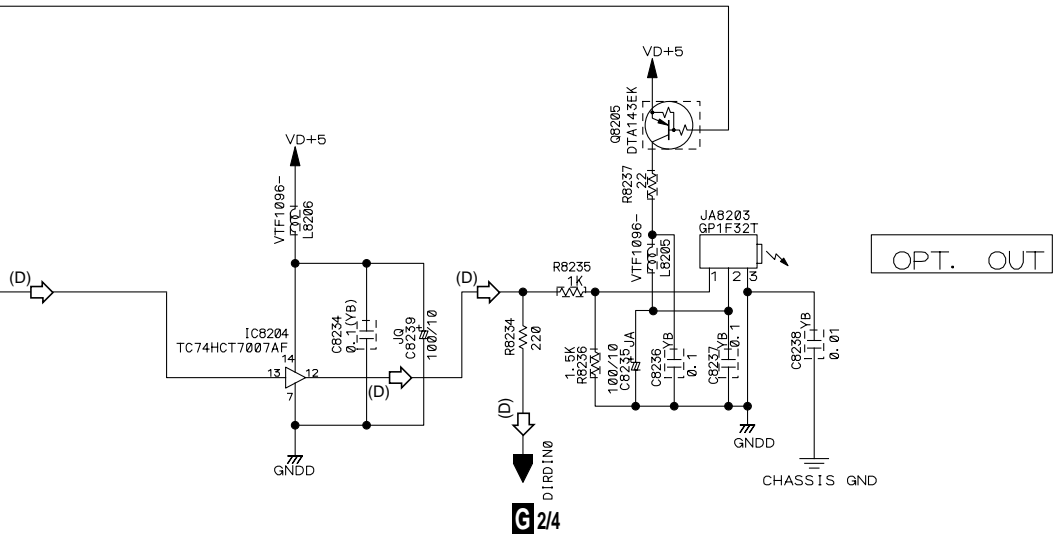 VD+5
Q8205
DTA143EK
R8237
22
VD+5
VTF1096-
L8206
JA8203
GP1F32T
1 2 3
OPT. OUT
VTF1096-
L8205
(D)
(D)
R8235
1K
IC8204
TC74HCT7007AF
14
13
12
7
C8234
0.1(YB)
JQ
C8239
100/10
(D)
R8234
220
1.5K
R8236
100/10
C8235
JA
C8236
YB
0.1
C8237
YB
0.1
C8238
YB
0.01
(D)
DIRDIN0
GNDD
GNDD
CHASSIS GND
G 2/4